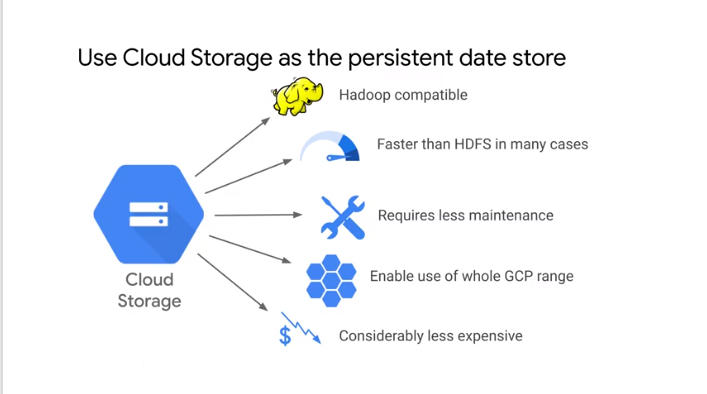 Use Cloud Storage as the persistent date store
Hadoop compatible
Faster than HDFS in many cases
Requires less maintenance
Enable use of whole GCP range
Cloud
Storage
$
Considerably less expensive